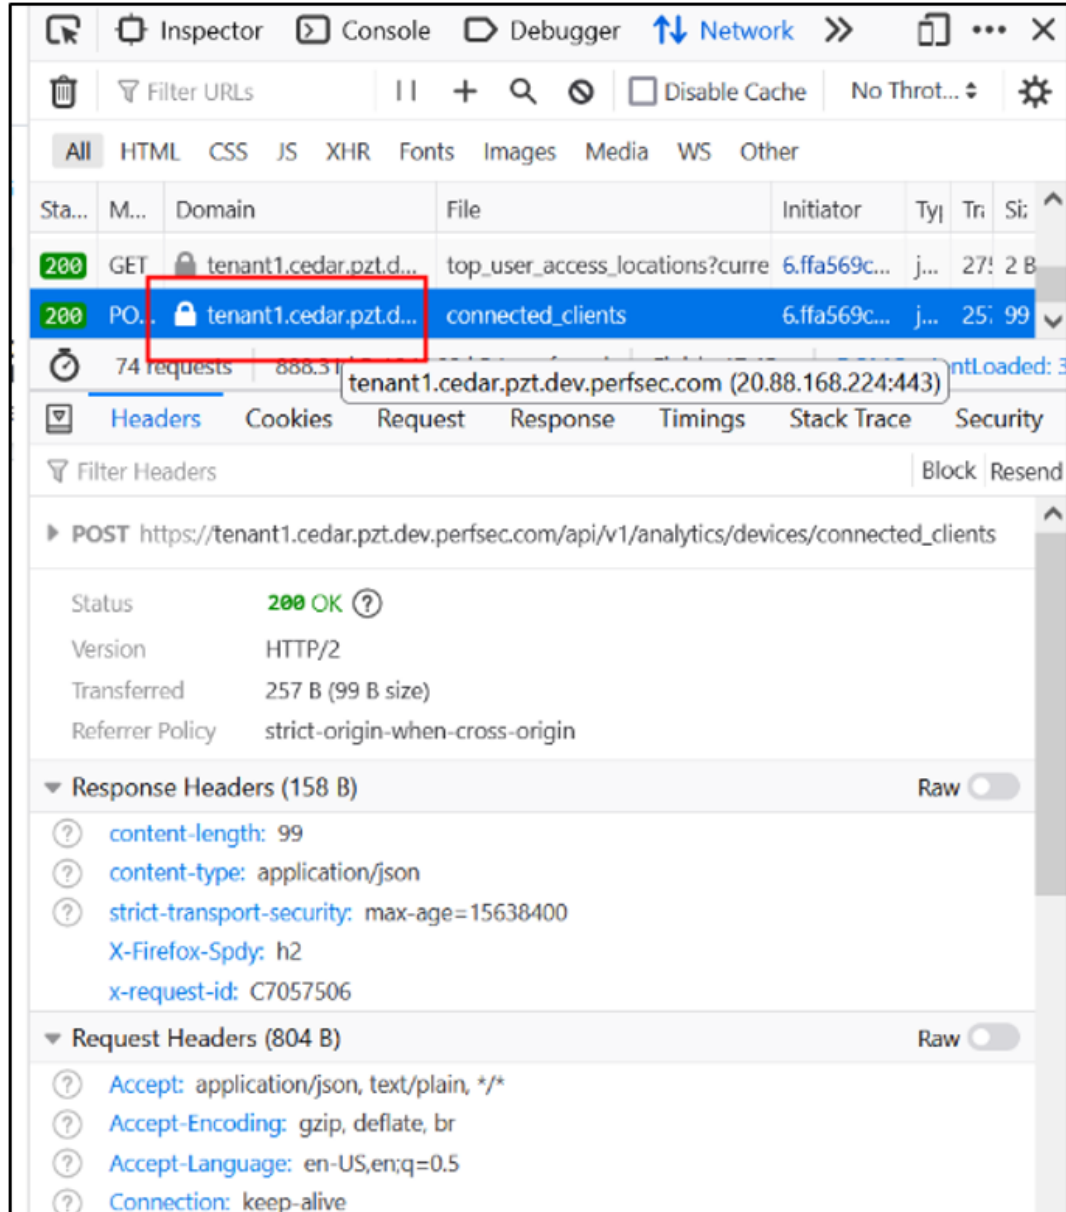 Inspector Console Debugger Network
Filter URLs Disable Cache No Throt...
All HTML CSS JS XHR Fonts Images Media WS Other
Sta... M... Domain File Initiator Tr
200 GET tenant1.cedar.pzt.d... top_user_access_locations?curre 6.ffa569c... j... 2 B
200 PO... tenant1.cedar.pzt.d... connected_clients 6.ffa569c... j... 99
74 requests 888.31
tenant1.cedar.pzt.dev.perfsec.com (20.88.168.224:443) ntLoaded: 3
Headers Cookies Request Response Timings Stack Trace Security
Filter Headers Block Resend
POST https://tenant1.cedar.pzt.dev.perfsec.com/api/v1/analytics/devices/connected_clients
Status 200 OK
Version HTTP/2
Transferred 257 B (99 B size)
Referrer Policy strict-origin-when-cross-origin
Response Headers (158 B) Raw
content-length: 99
content-type: application/json
strict-transport-security: max-age=15638400
X-Firefox-Spdy: h2
x-request-id: C7057506
Request Headers (804 B) Raw
Accept: application/json, text/plain, */*
Accept-Encoding: gzip, deflate, br
Accept-Language: en-US,en;q=0.5
Connection: keep-alive